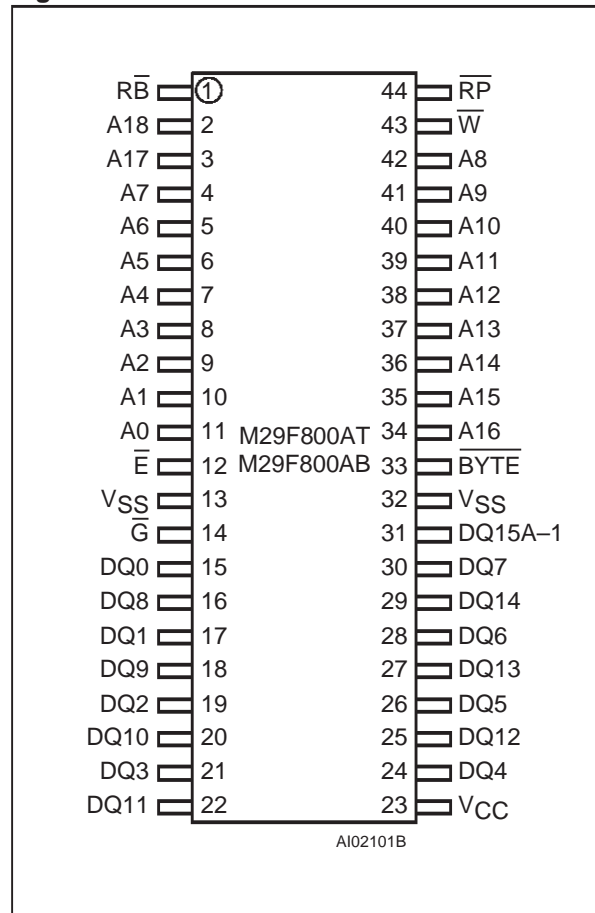 RB̅ 1 44 R̅P̅
A18 2 43 W̅
A17 3 42 A8
A7 4 41 A9
A6 5 40 A10
A5 6 39 A11
A4 7 38 A12
A3 8 37 A13
A2 9 36 A14
A1 10 35 A15
A0 11 M29F800AT 34 A16
E̅ 12 M29F800AB 33 B̅Y̅T̅E̅
VSS 13 32 VSS
G̅ 14 31 DQ15A–1
DQ0 15 30 DQ7
DQ8 16 29 DQ14
DQ1 17 28 DQ6
DQ9 18 27 DQ13
DQ2 19 26 DQ5
DQ10 20 25 DQ12
DQ3 21 24 DQ4
DQ11 22 23 VCC
AI02101B